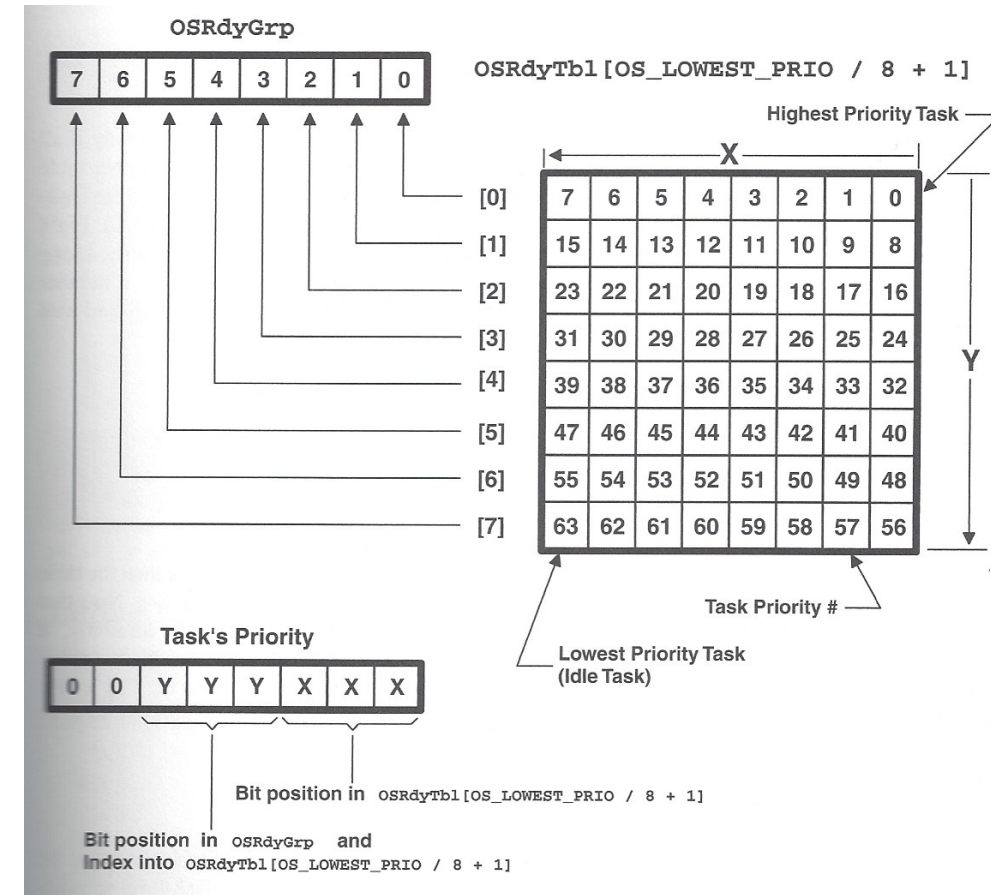 OSRdyGrp
7 6 5 4 3 2 1 0
OSRdyTbl[OS_LOWEST_PRIO / 8 + 1]
Highest Priority Task
X
[0] 7 6 5 4 3 2 1 0
[1] 15 14 13 12 11 10 9 8
[2] 23 22 21 20 19 18 17 16
[3] 31 30 29 28 27 26 25 24
Y
[4] 39 38 37 36 35 34 33 32
[5] 47 46 45 44 43 42 41 40
[6] 55 54 53 52 51 50 49 48
[7] 63 62 61 60 59 58 57 56
Task Priority #
Lowest Priority Task
(Idle Task)
Task's Priority
0 0 Y Y Y X X X
Bit position in OSRdyTbl[OS_LOWEST_PRIO / 8 + 1]
Bit position in OSRdyGrp and
Index into OSRdyTbl[OS_LOWEST_PRIO / 8 + 1]